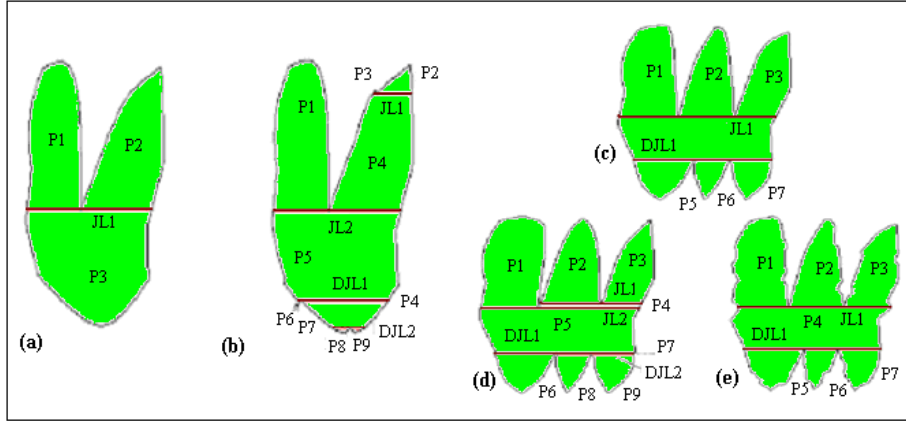 P1
P2
JL1
P3
(a)
P3
P2
P1
JL1
P4
JL2
P5
DJL1
P4
P6
P7
DJL2
P8 P9
(b)
P1
P2
P3
JL1
DJL1
(c)
P5 P6 P7
P1
P2
P3
JL1
P4
P5
JL2
DJL1
P7
DJL2
P6 P8 P9
(d)
P1
P2
P3
P4
JL1
DJL1
P5 P6 P7
(e)